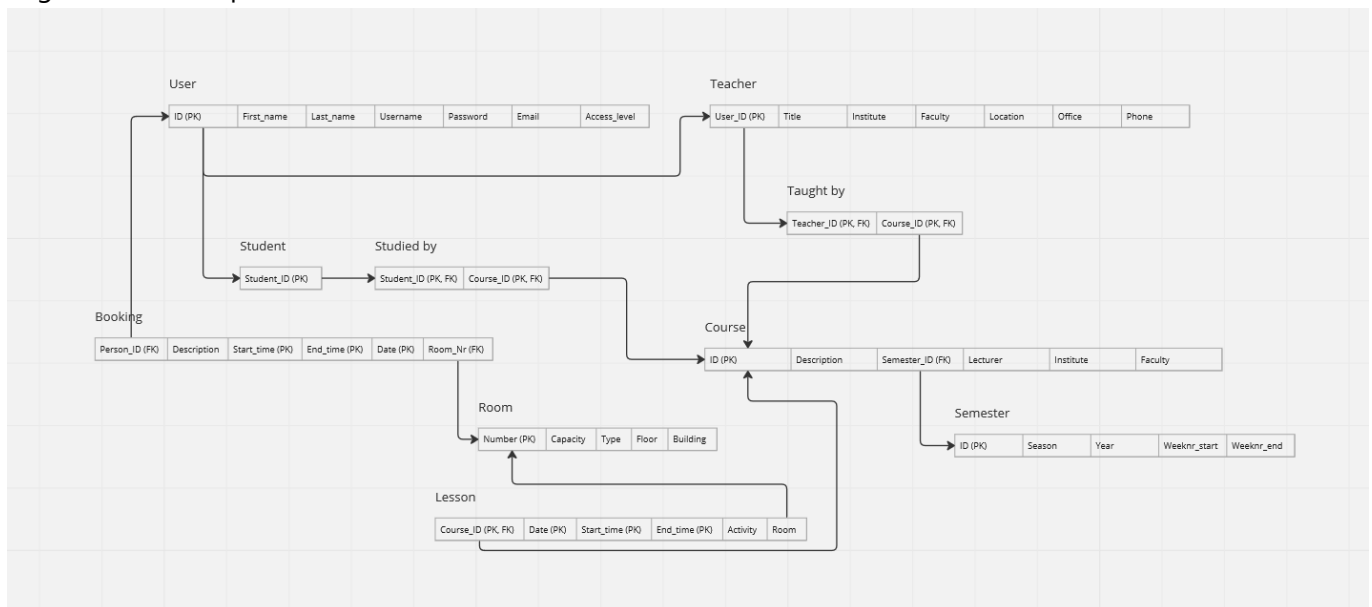 User
ID (PK) First_name Last_name Username Password Email Access_level
Teacher
User_ID (PK) Title Institute Faculty Location Office Phone
Taught by
Teacher_ID (PK, FK) Course_ID (PK, FK)
Student
Student_ID (PK)
Studied by
Student_ID (PK, FK) Course_ID (PK, FK)
Booking
Person_ID (FK) Description Start_time (PK) End_time (PK) Date (PK) Room_Nr (FK)
Course
ID (PK) Description Semester_ID (FK) Lecturer Institute Faculty
Room
Number (PK) Capacity Type Floor Building
Semester
ID (PK) Season Year Weeknr_start Weeknr_end
Lesson
Course_ID (PK, FK) Date (PK) Start_time (PK) End_time (PK) Activity Room